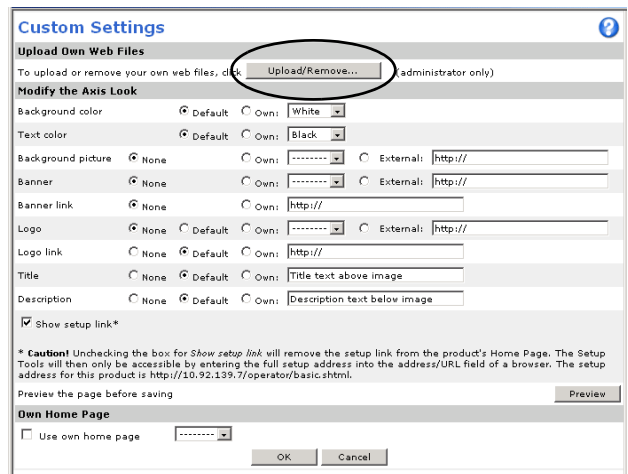 Custom Settings ?
Upload Own Web Files
To upload or remove your own web files, click Upload/Remove... (administrator only)
Modify the Axis Look
Background color Default Own: White
Text color Default Own: Black
Background picture None Own: -------- External: http://
Banner None Own: -------- External: http://
Banner link None Own: http://
Logo None Default Own: -------- External: http://
Logo link None Default Own: http://
Title None Default Own: Title text above image
Description None Default Own: Description text below image
Show setup link*
* Caution! Unchecking the box for Show setup link will remove the setup link from the product's Home Page. The Setup
Tools will then only be accessible by entering the full setup address into the address/URL field of a browser. The setup
address for this product is http://10.92.139.7/operator/basic.shtml.
Preview the page before saving Preview
Own Home Page
Use own home page --------
OK Cancel